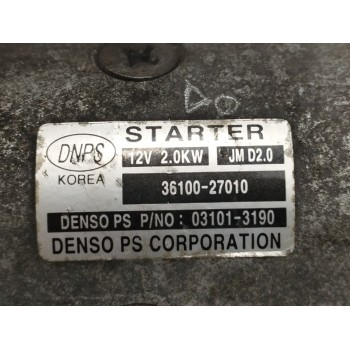 Do
STARTER
DNPS 12V 2.0KW JM D2.0
KOREA 36100-27010
DENSO PS P/NO: 03101-3190
DENSO PS CORPORATION